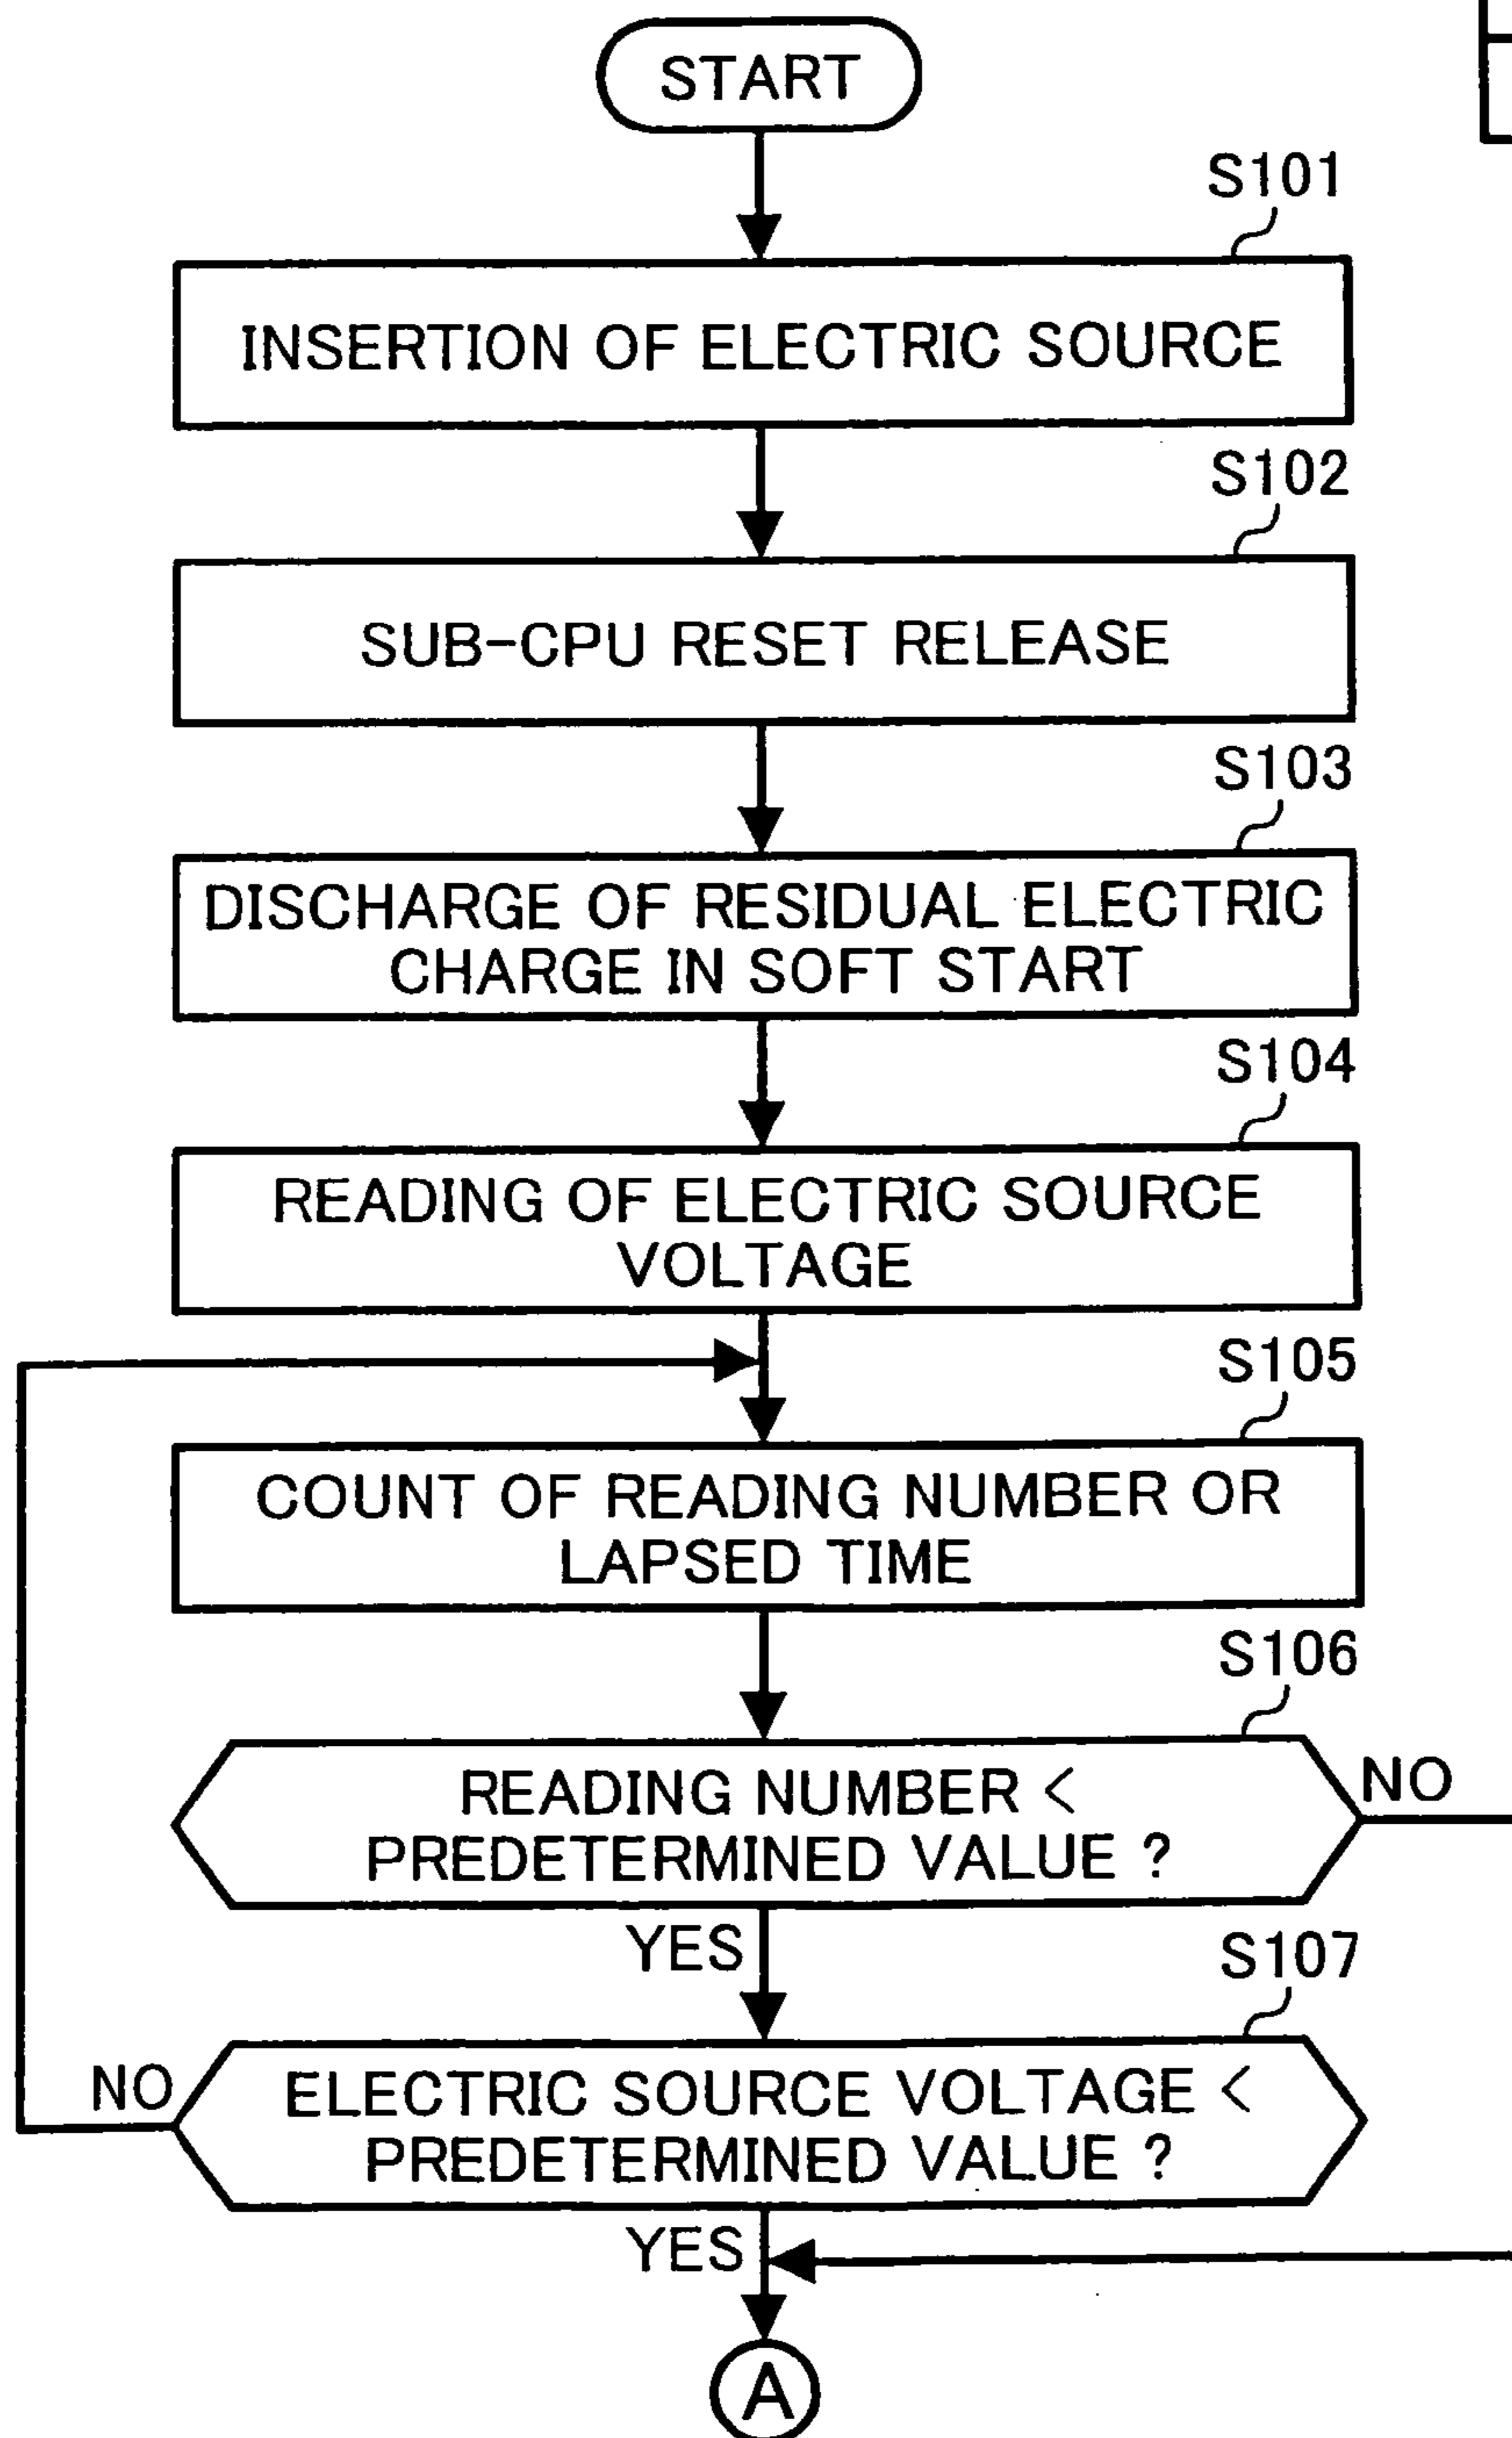 START
S101
INSERTION OF ELECTRIC SOURCE
S102
SUB-CPU RESET RELEASE
S103
DISCHARGE OF RESIDUAL ELECTRIC
CHARGE IN SOFT START
S104
READING OF ELECTRIC SOURCE
VOLTAGE
S105
COUNT OF READING NUMBER OR
LAPSED TIME
S106
READING NUMBER <
PREDETERMINED VALUE ?
NO
YES
S107
NO
ELECTRIC SOURCE VOLTAGE <
PREDETERMINED VALUE ?
YES
A